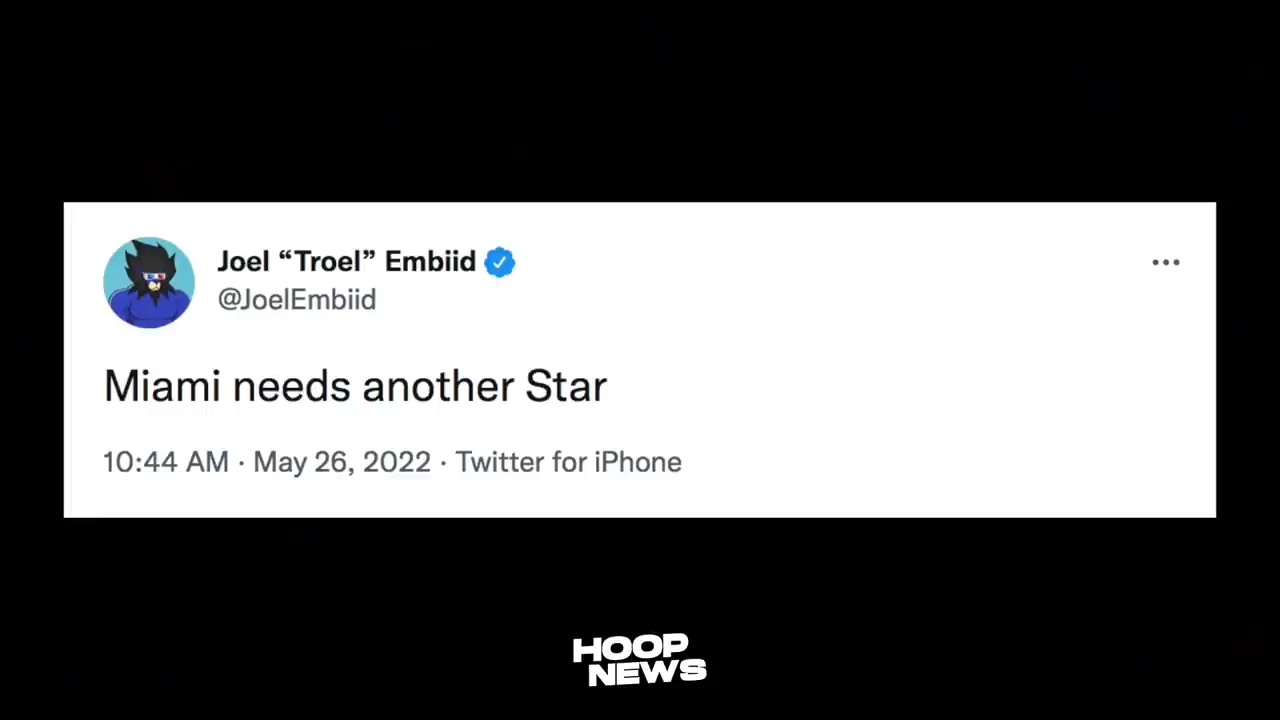 Joel “Troel” Embiid
@JoelEmbiid
Miami needs another Star
10:44 AM · May 26, 2022 · Twitter for iPhone
HOOP
NEWS